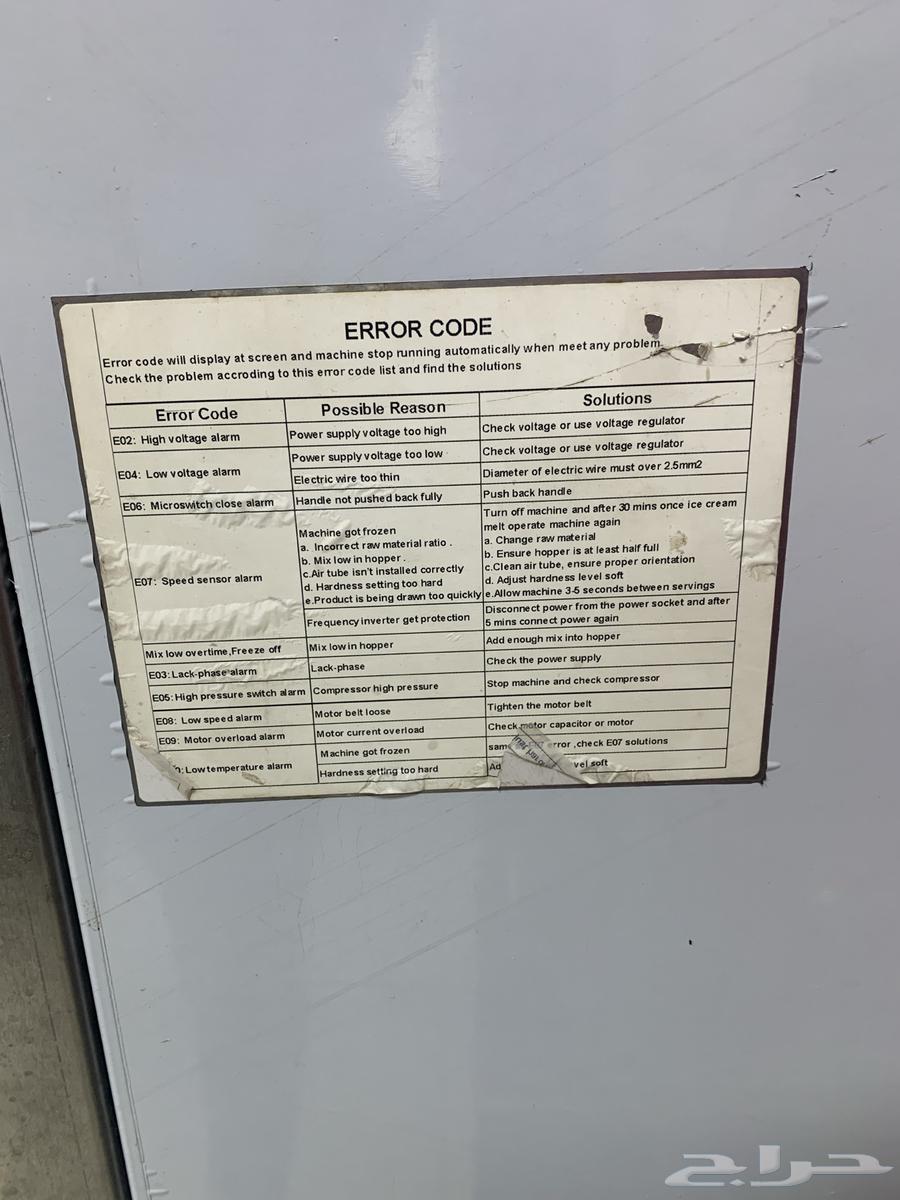 ERROR CODE
Error code will display at screen and machine stop running automatically when meet any problem.
Check the problem accroding to this error code list and find the solutions
Error Code Possible Reason Solutions
E02: High voltage alarm Power supply voltage too high Check voltage or use voltage regulator
E04: Low voltage alarm Power supply voltage too low Check voltage or use voltage regulator
Electric wire too thin Diameter of electric wire must over 2.5mm2
E06: Microswitch close alarm Handle not pushed back fully Push back handle
E07: Speed sensor alarm
Machine got frozen
a. Incorrect raw material ratio .
b. Mix low in hopper .
c.Air tube isn't installed correctly
d. Hardness setting too hard
e.Product is being drawn too quickly
Turn off machine and after 30 mins once ice cream
melt operate machine again
a. Change raw material
b. Ensure hopper is at least half full
c.Clean air tube, ensure proper orientation
d. Adjust hardness level soft
e.Allow machine 3-5 seconds between servings
Frequency inverter get protection
Disconnect power from the power socket and after
5 mins connect power again
Mix low overtime,Freeze off Mix low in hopper Add enough mix into hopper
E03: Lack-phase alarm Lack-phase Check the power supply
E05: High pressure switch alarm Compressor high pressure Stop machine and check compressor
E08: Low speed alarm Motor belt loose Tighten the motor belt
E09: Motor overload alarm Motor current overload Check motor capacitor or motor
: Low temperature alarm Machine got frozen error ,check E07 solutions
Hardness setting too hard soft
حراج